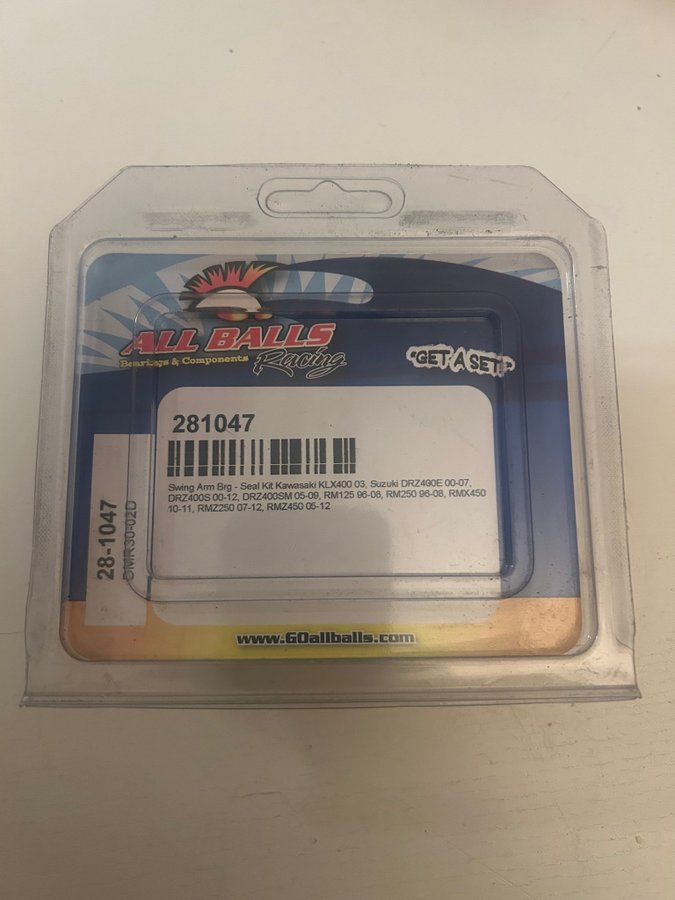 ALL BALLS
Bearings & Components Racing
"GET A SET!"
281047
Swing Arm Brg - Seal Kit Kawasaki KLX400 03, Suzuki DRZ400E 00-07,
DRZ400S 00-12, DRZ400SM 05-09, RM125 96-08, RM250 96-08, RMX450
10-11, RMZ250 07-12, RMZ450 05-12
28-1047
www.GOallballs.com